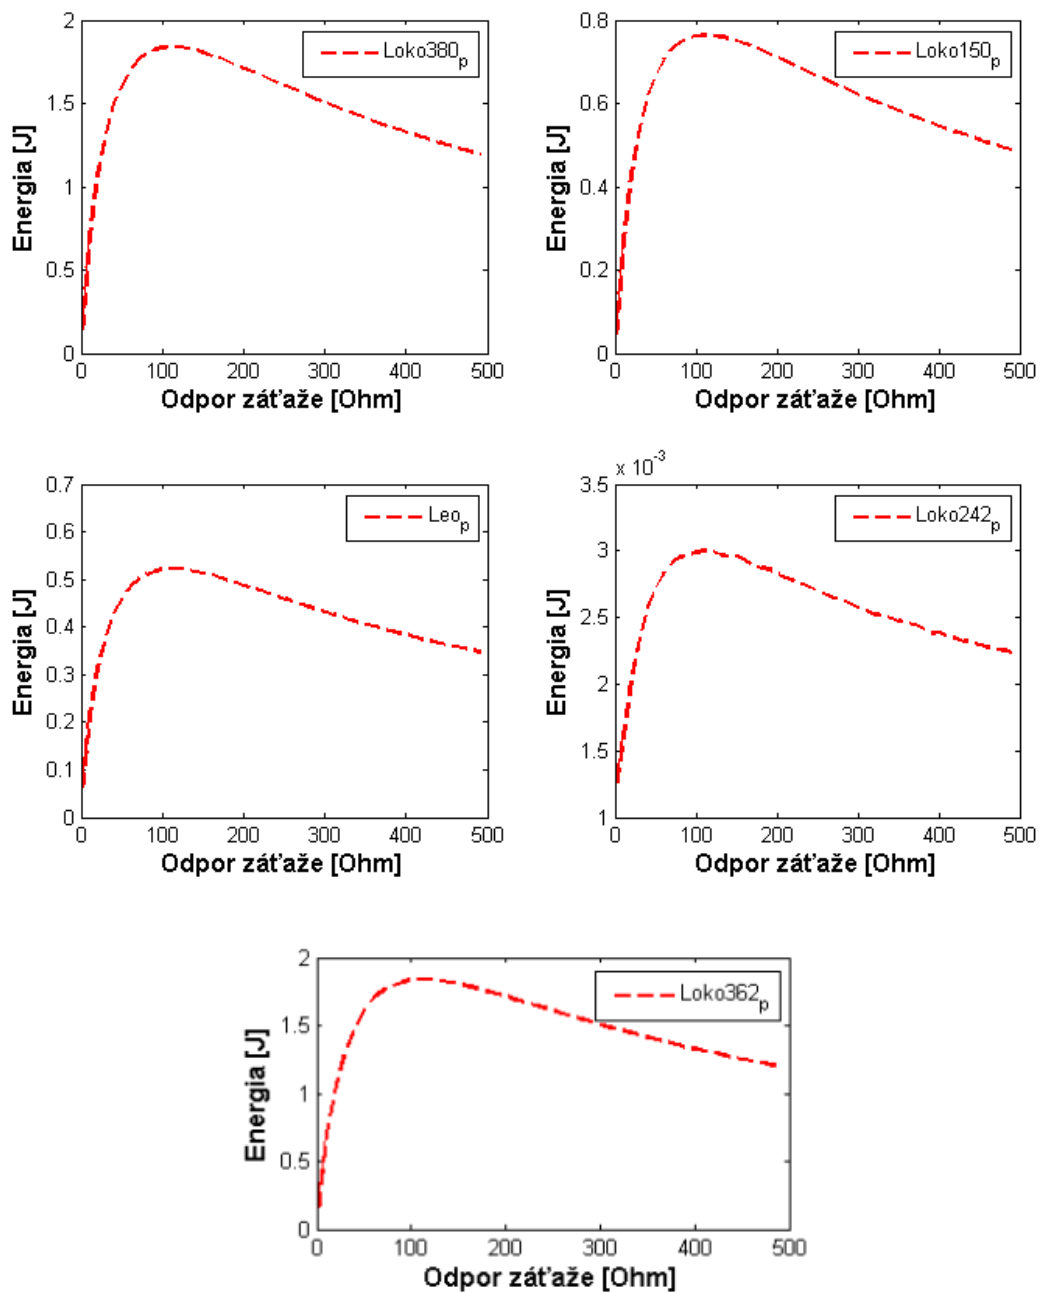 2
1.5
1
0.5
0
Energia [J]
Loko380p
0 100 200 300 400 500
Odpor záťaže [Ohm]
0.8
0.6
0.4
0.2
0
Energia [J]
Loko150p
0 100 200 300 400 500
Odpor záťaže [Ohm]
0.7
0.6
0.5
0.4
0.3
0.2
0.1
0
Energia [J]
Leop
0 100 200 300 400 500
Odpor záťaže [Ohm]
x 10-3
3.5
3
2.5
2
1.5
1
Energia [J]
Loko242p
0 100 200 300 400 500
Odpor záťaže [Ohm]
2
1.5
1
0.5
0
Energia [J]
Loko362p
0 100 200 300 400 500
Odpor záťaže [Ohm]